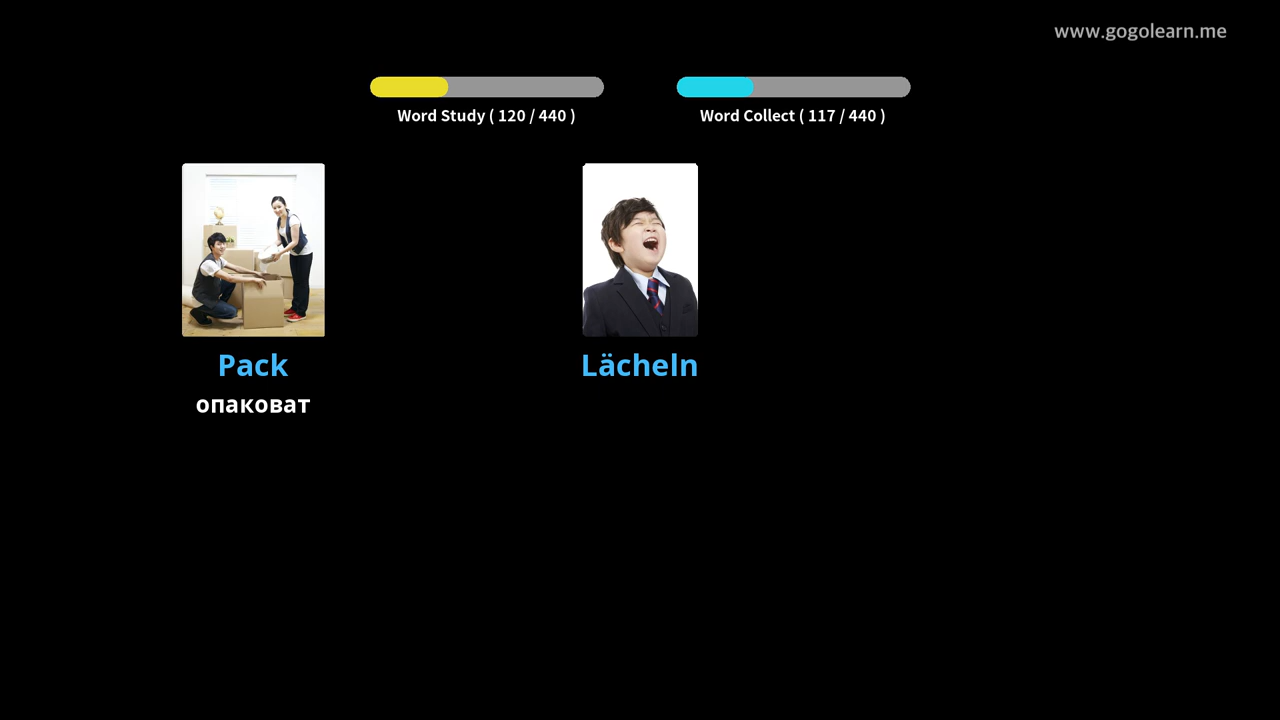 www.gogolearn.me
Word Study ( 120 / 440 )
Word Collect ( 117 / 440 )
Pack
опаковат
Lächeln